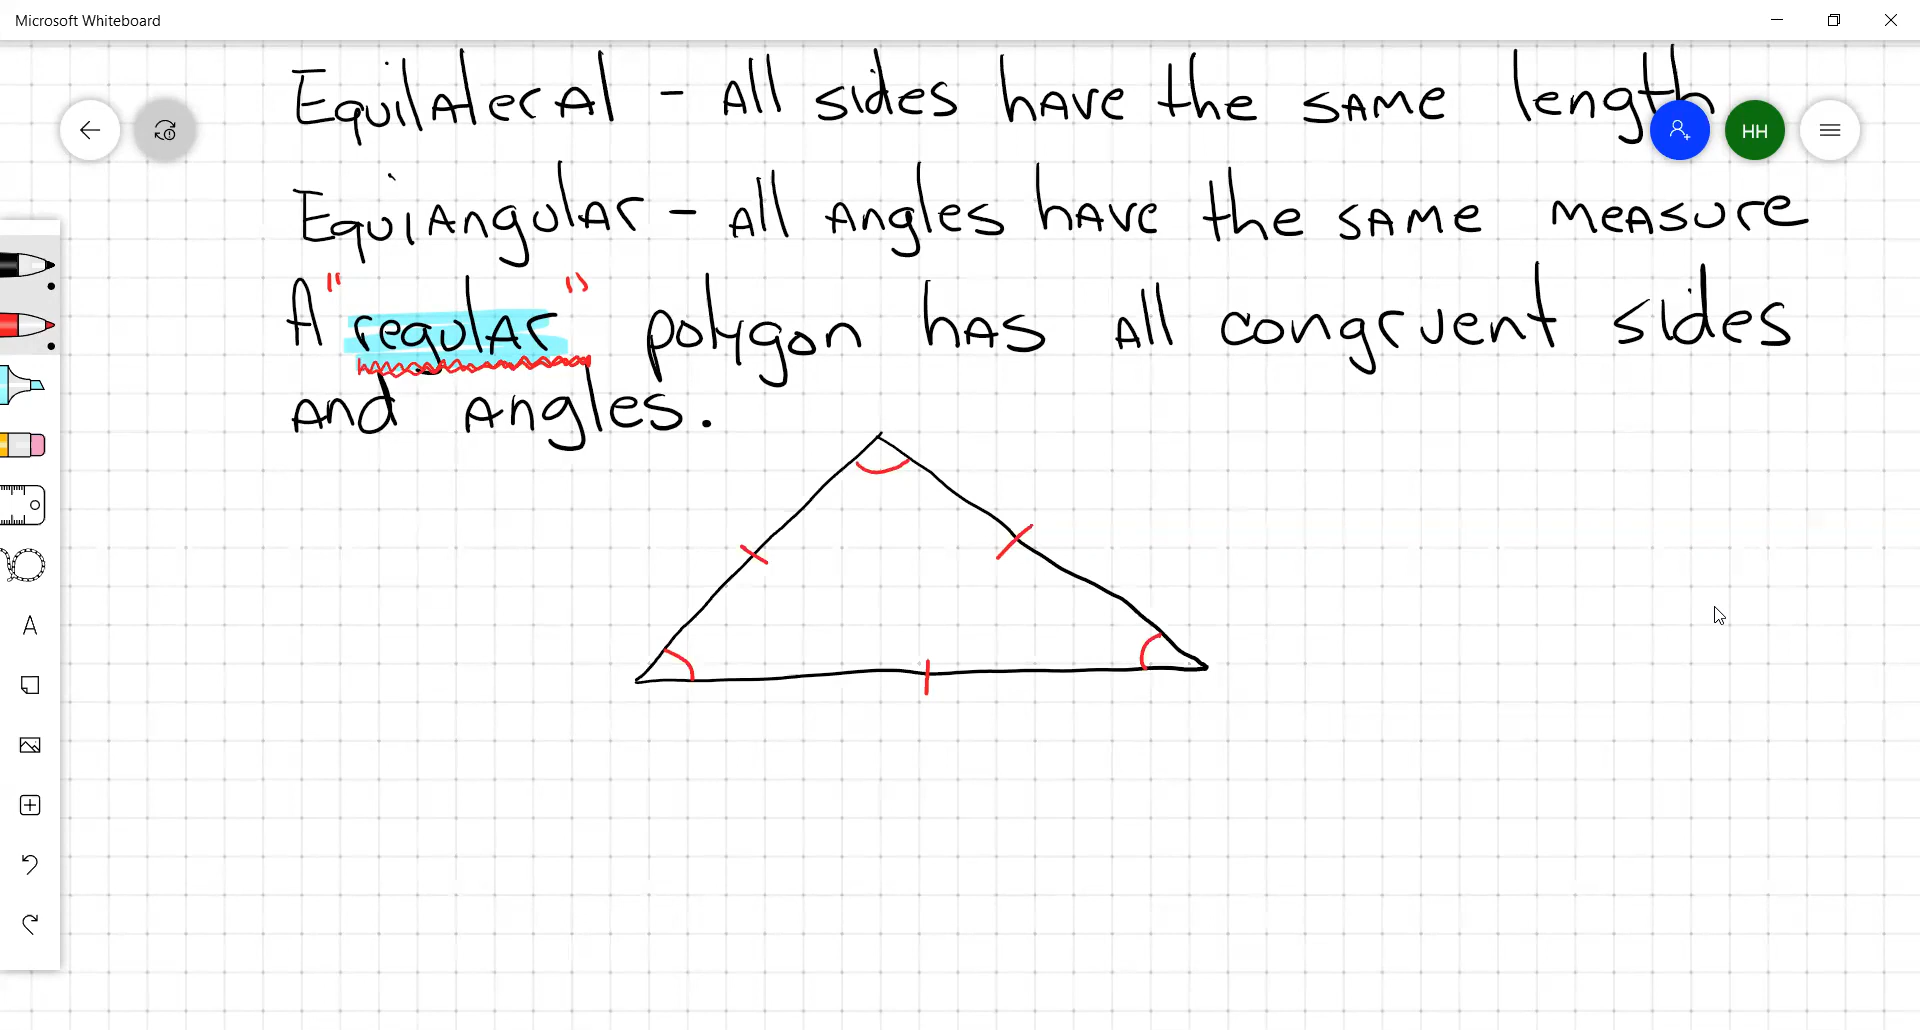 Microsoft Whiteboard
Equilateral - all sides have the same length
HH
Equiangular - all angles have the same measure
A "regular" polygon has all congruent sides
and angles.
A